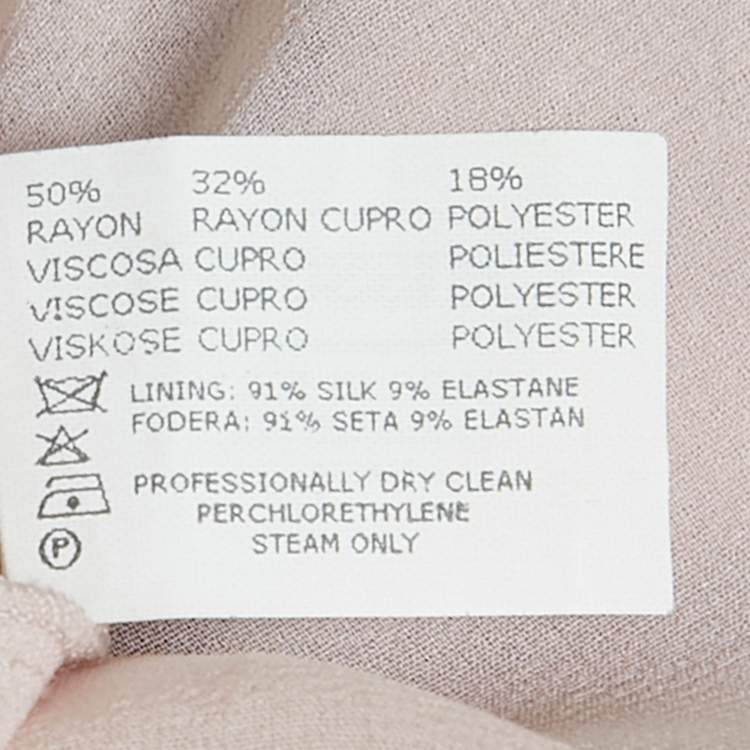 50% 32% 18%
RAYON RAYON CUPRO POLYESTER
VISCOSA CUPRO POLIESTERE
VISCOSE CUPRO POLYESTER
VISKOSE CUPRO POLYESTER
LINING: 91% SILK 9% ELASTANE
FODERA: 91% SETA 9% ELASTAN
PROFESSIONALLY DRY CLEAN
PERCHLORETHYLENE
STEAM ONLY
P